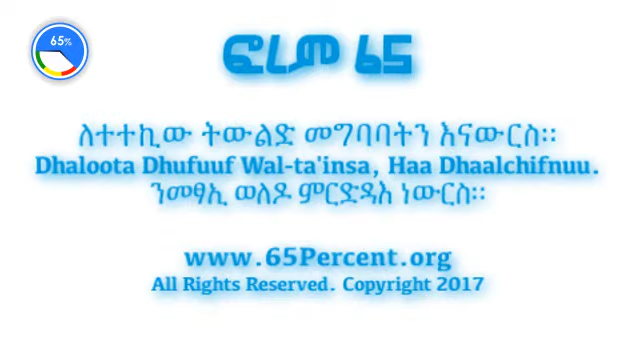 65%
ፎረም ፷፭
ለተተኪው ትውልድ መግባባትን እናውርስ፡፡
Dhaloota Dhufuuf Wal-ta'insa, Haa Dhaalchifnuu.
ንመፃኢ ወለዶ ምርድዳእ ነውርስ፡፡
www.65Percent.org
All Rights Reserved. Copyright 2017